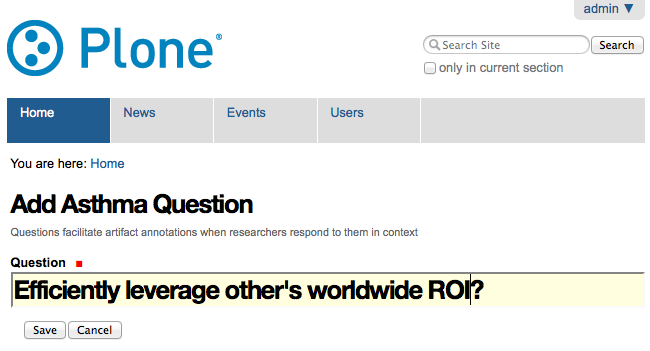 admin ▼
Plone®
Search Site
Search
only in current section
Home News Events Users
You are here: Home
Add Asthma Question
Questions facilitate artifact annotations when researchers respond to them in context
Question
Efficiently leverage other's worldwide ROI?
Save Cancel